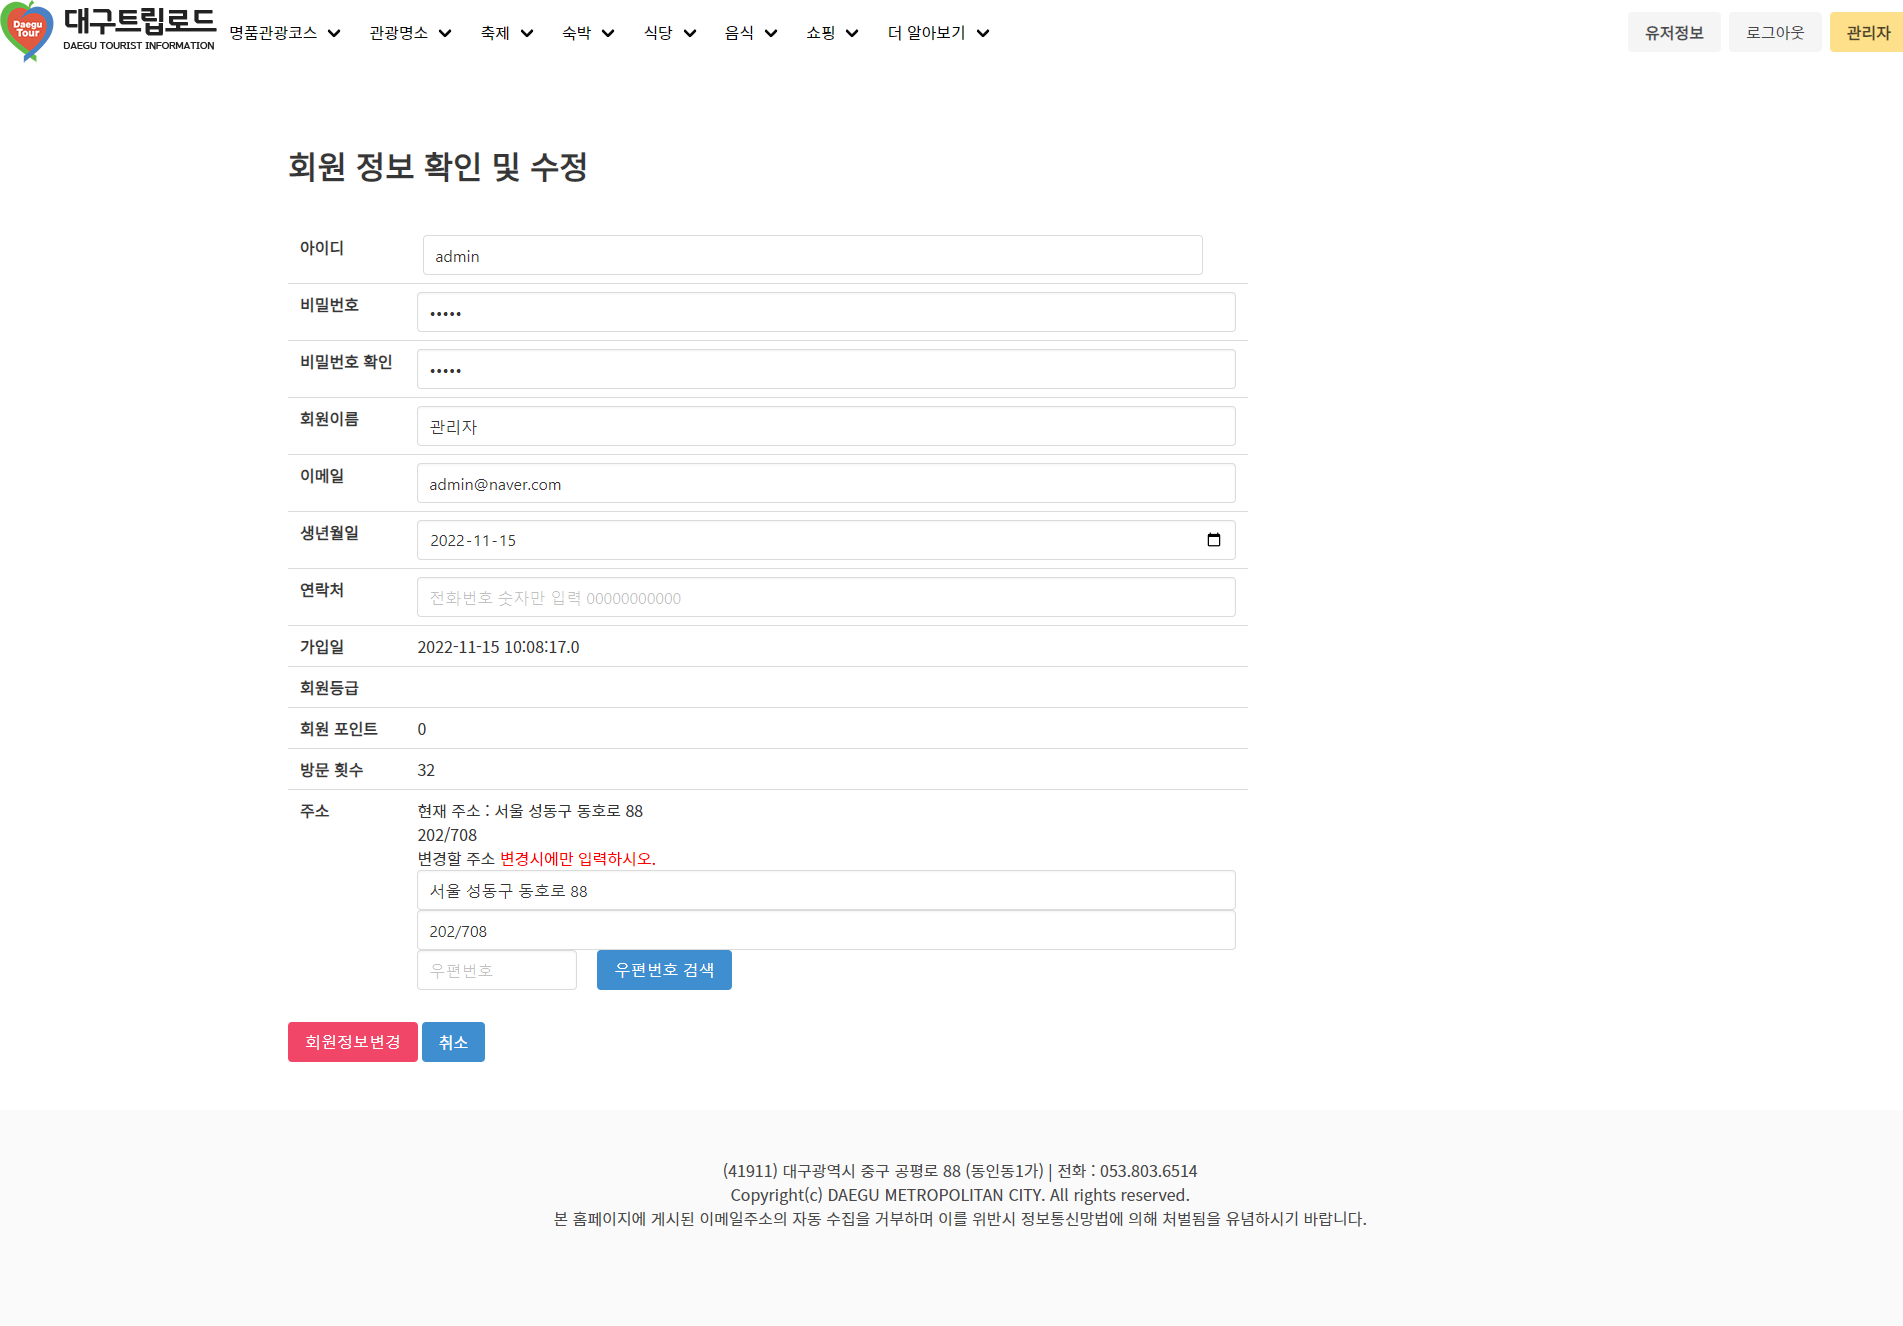 Daegu
Tour
대구트립로드
DAEGU TOURIST INFORMATION
명품관광코스 관광명소 축제 숙박 식당 음식 쇼핑 더 알아보기
유저정보 로그아웃 관리자
회원 정보 확인 및 수정
아이디 admin
비밀번호 •••••
비밀번호 확인 •••••
회원이름 관리자
이메일 admin@naver.com
생년월일 2022-11-15
연락처 전화번호 숫자만 입력 00000000000
가입일 2022-11-15 10:08:17.0
회원등급
회원 포인트 0
방문 횟수 32
주소 현재 주소 : 서울 성동구 동호로 88
202/708
변경할 주소 변경시에만 입력하시오.
서울 성동구 동호로 88
202/708
우편번호 우편번호 검색
회원정보변경 취소
(41911) 대구광역시 중구 공평로 88 (동인동1가) | 전화 : 053.803.6514
Copyright(c) DAEGU METROPOLITAN CITY. All rights reserved.
본 홈페이지에 게시된 이메일주소의 자동 수집을 거부하며 이를 위반시 정보통신망법에 의해 처벌됨을 유념하시기 바랍니다.